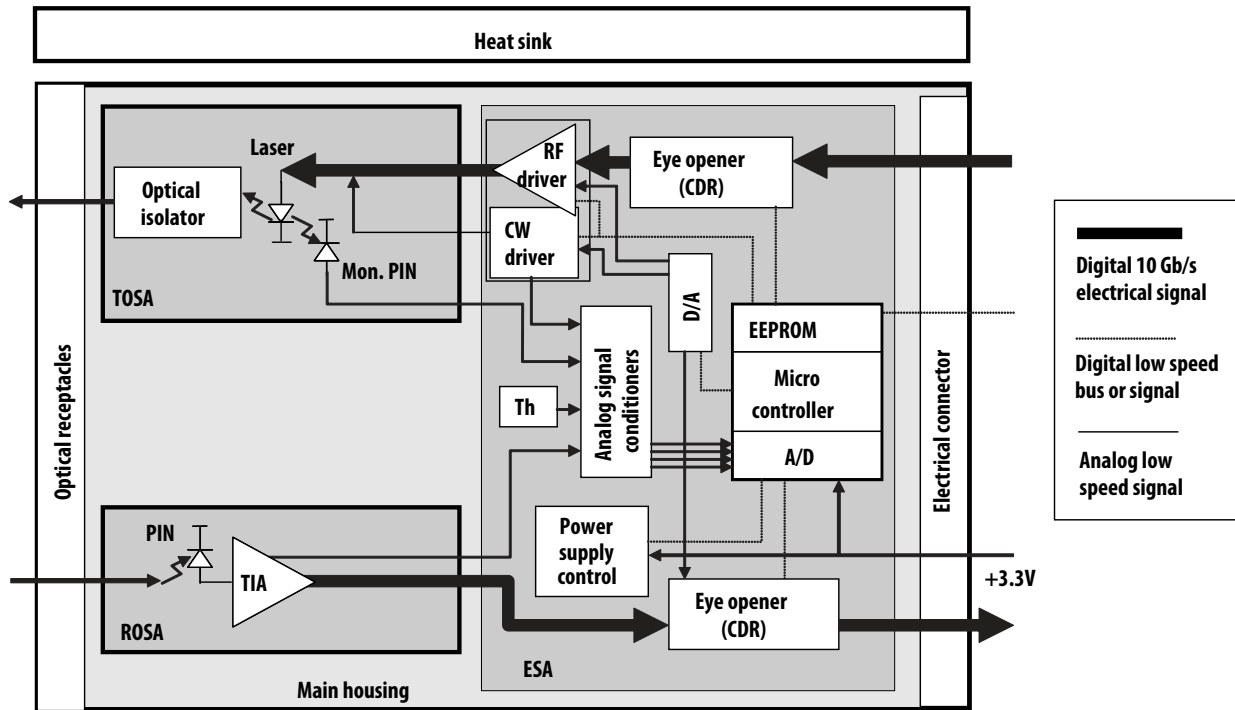 Heat sink
Laser
RF
driver
Eye opener
(CDR)
Optical
isolator
CW
driver
Mon. PIN
TOSA
D/A
EEPROM
Micro
controller
A/D
Th
Analog signal
conditioners
Optical receptacles
Electrical connector
PIN
TIA
ROSA
Power
supply
control
Eye opener
(CDR)
+3.3V
ESA
Main housing
Digital 10 Gb/s
electrical signal
Digital low speed
bus or signal
Analog low
speed signal